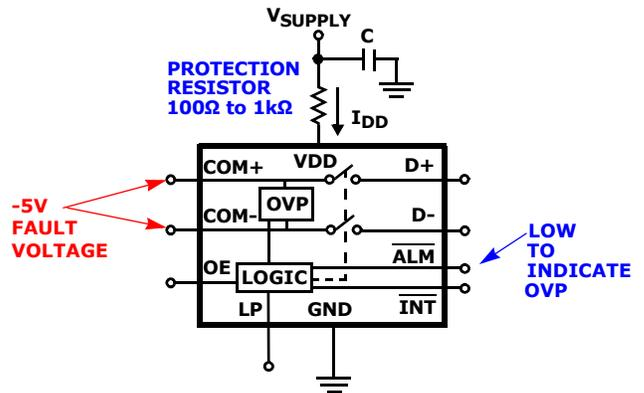 VSUPPLY
C
PROTECTION
RESISTOR
100Ω to 1kΩ
IDD
COM+
VDD
D+
-5V
FAULT
VOLTAGE
OVP
COM-
D-
LOW
TO
INDICATE
OVP
OE
LOGIC
ALM
LP
GND
INT